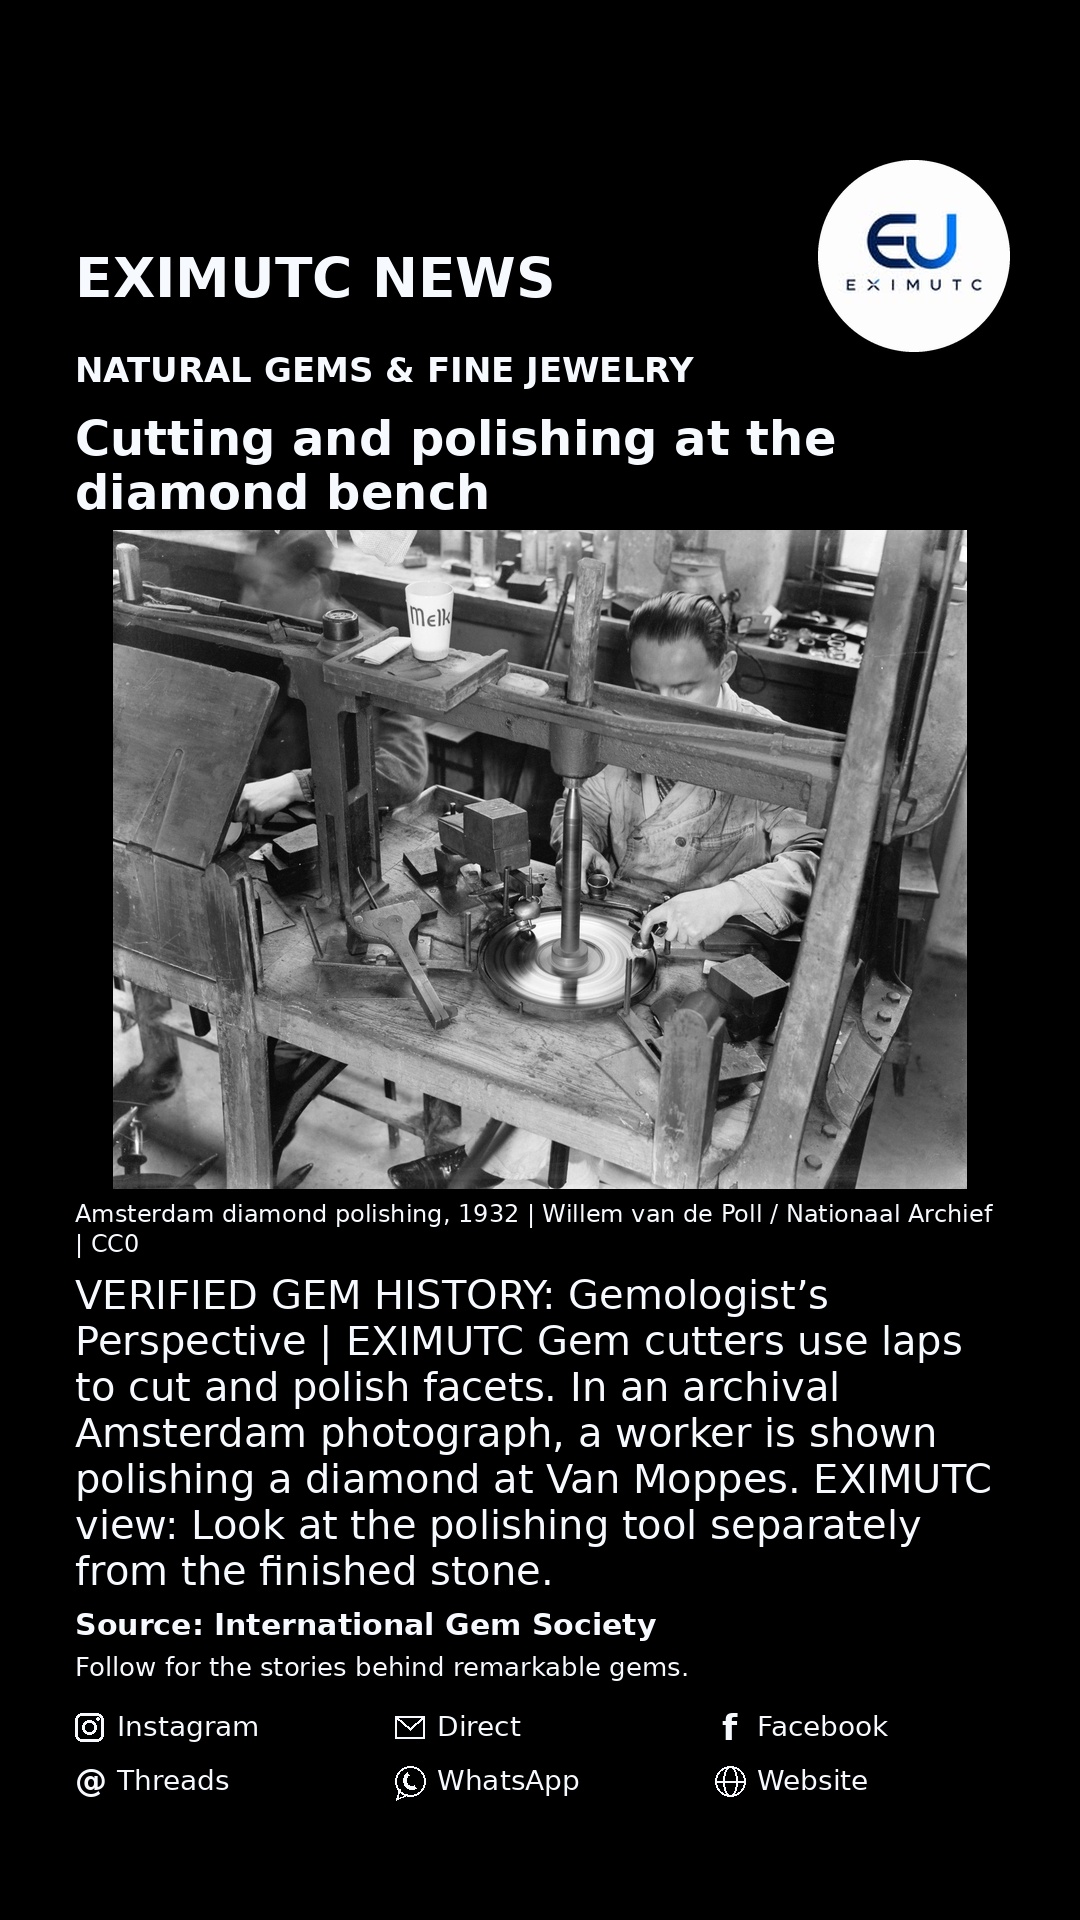 EU
EXIMUTC
EXIMUTC NEWS
NATURAL GEMS & FINE JEWELRY
Cutting and polishing at the
diamond bench
Melk
Amsterdam diamond polishing, 1932 | Willem van de Poll / Nationaal Archief
| CC0
VERIFIED GEM HISTORY: Gemologist’s
Perspective | EXIMUTC Gem cutters use laps
to cut and polish facets. In an archival
Amsterdam photograph, a worker is shown
polishing a diamond at Van Moppes. EXIMUTC
view: Look at the polishing tool separately
from the finished stone.
Source: International Gem Society
Follow for the stories behind remarkable gems.
Instagram Direct f Facebook
@ Threads WhatsApp Website